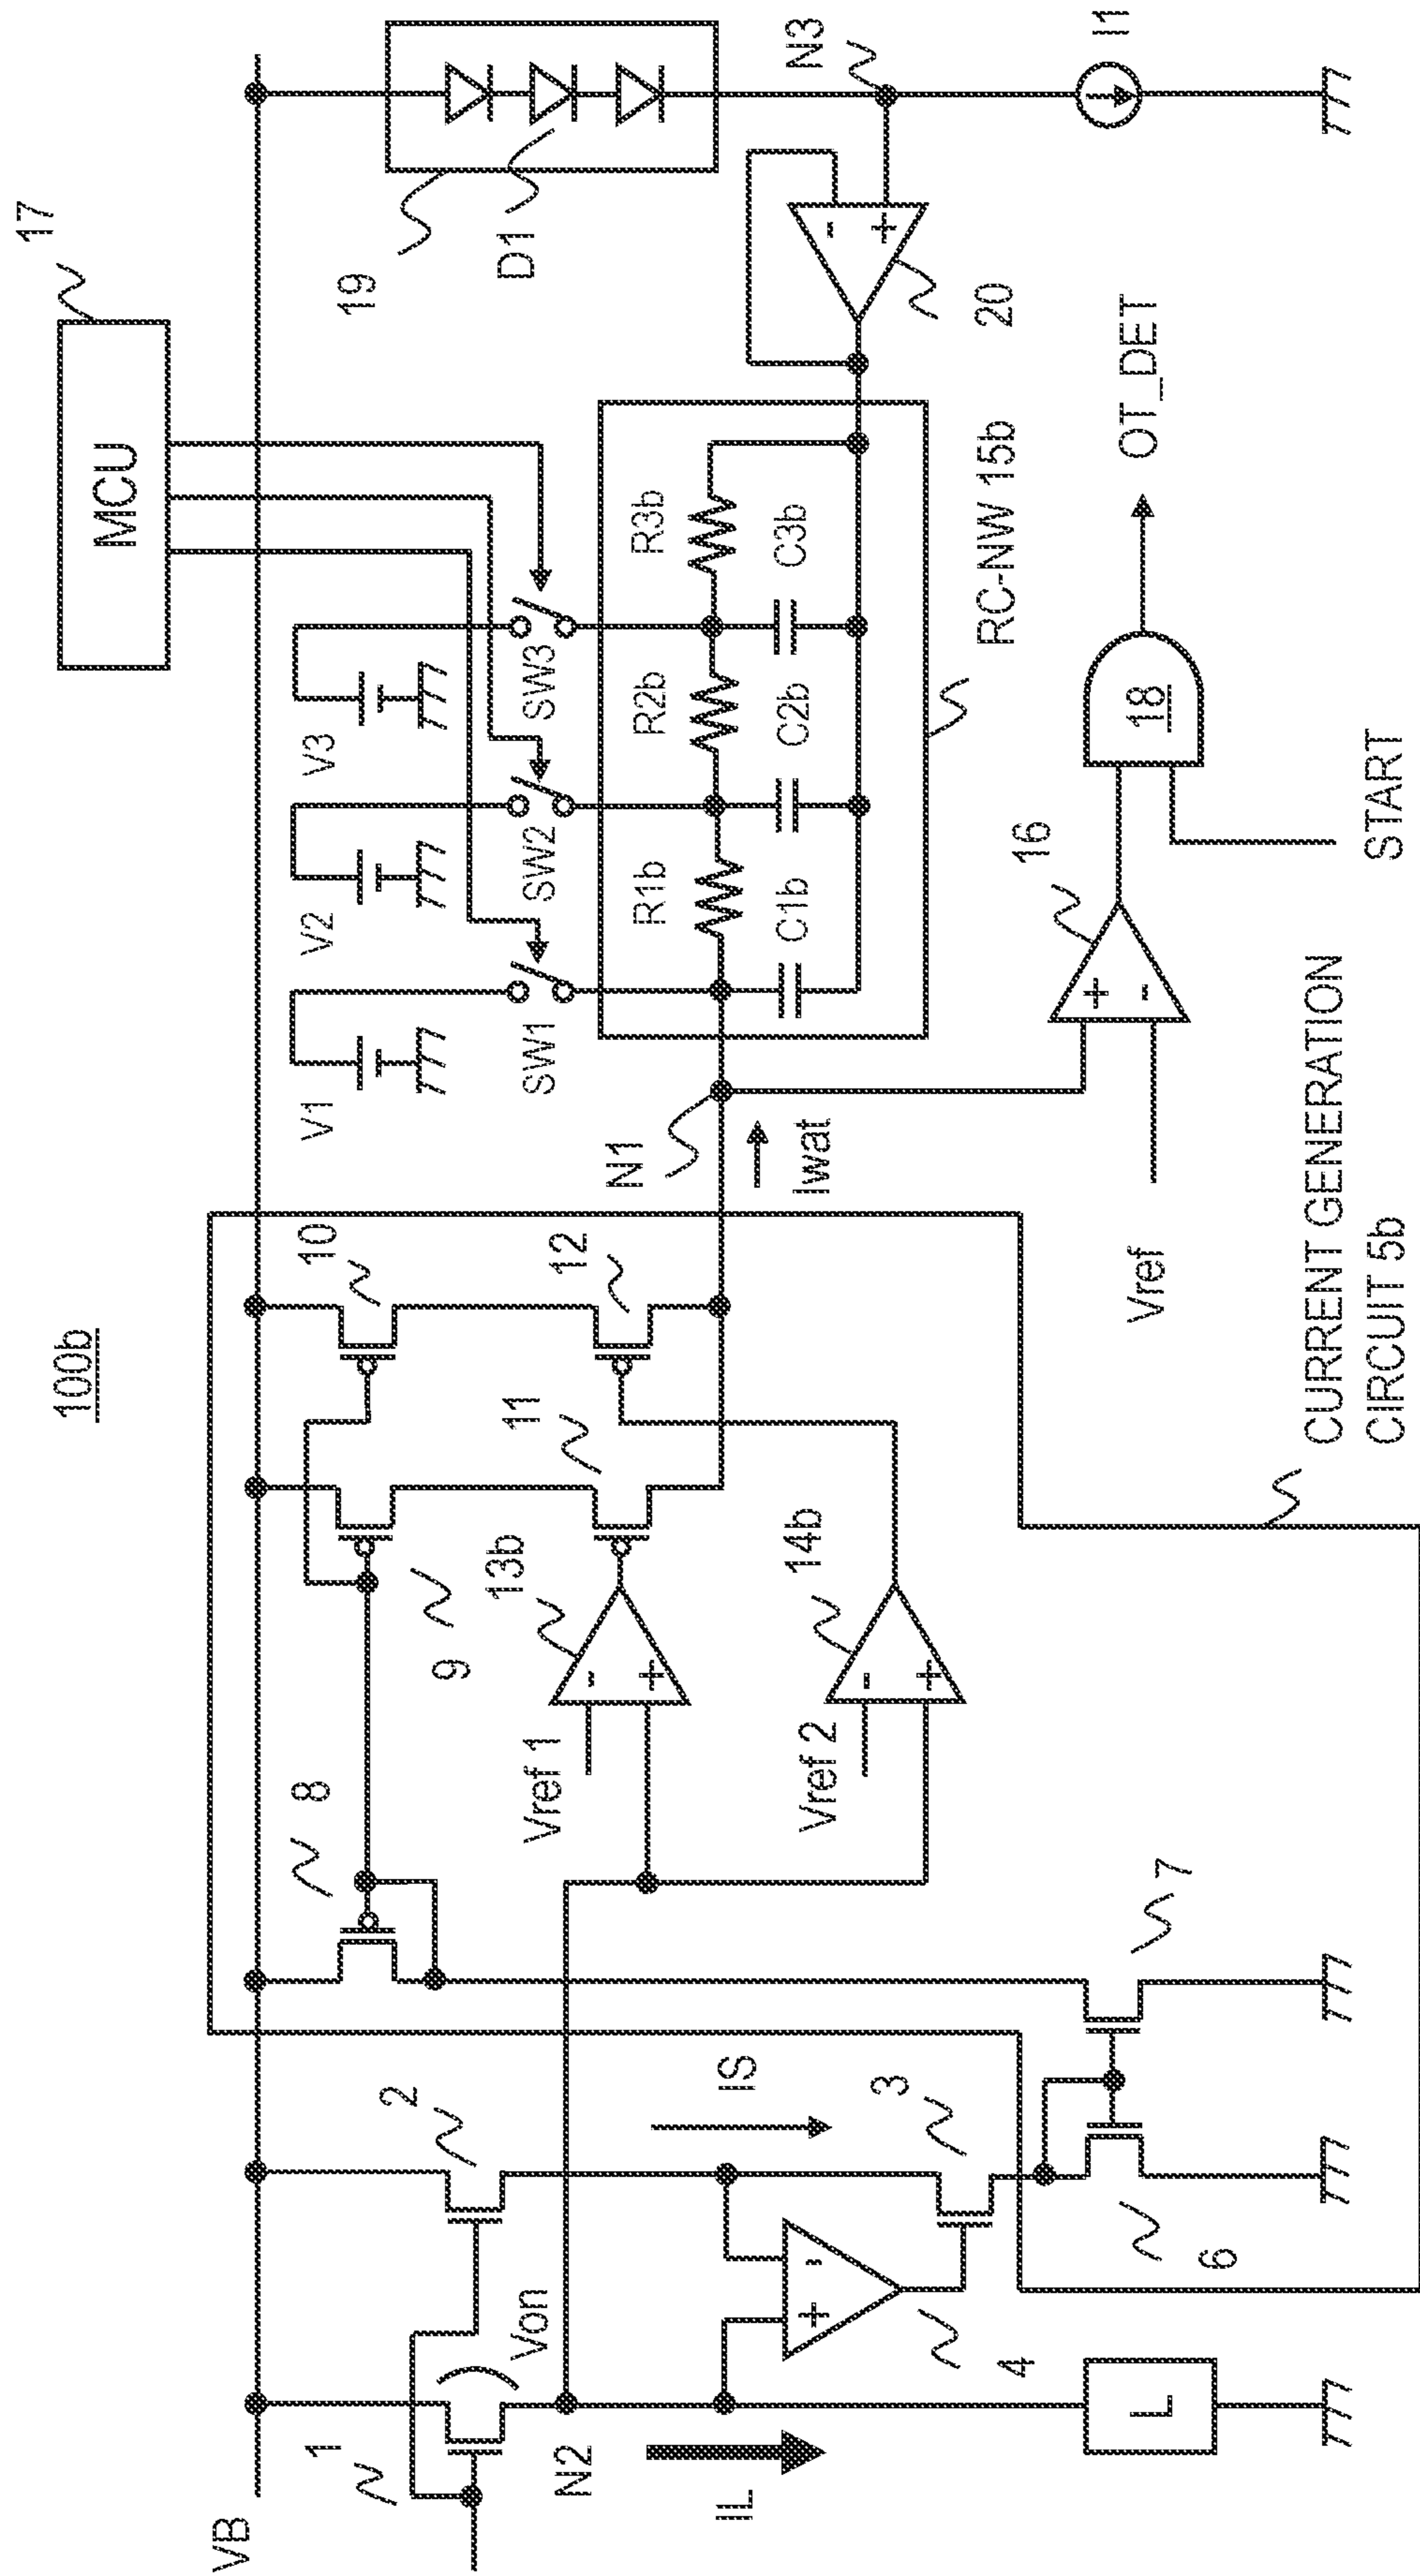 100b
17
MCU
VB
1
Von
2
8
9
10
11
12
13b
14b
Vref 1
Vref 2
N2
IL
IS
3
4
L
6
7
CURRENT GENERATION
CIRCUIT 5b
N1
Iwat
V1
V2
V3
SW1
SW2
SW3
R1b
R2b
R3b
C1b
C2b
C3b
RC-NW 15b
19
D1
N3
I1
-
+
20
16
+
-
Vref
18
START
OT_DET
-
+
-
+
+
-